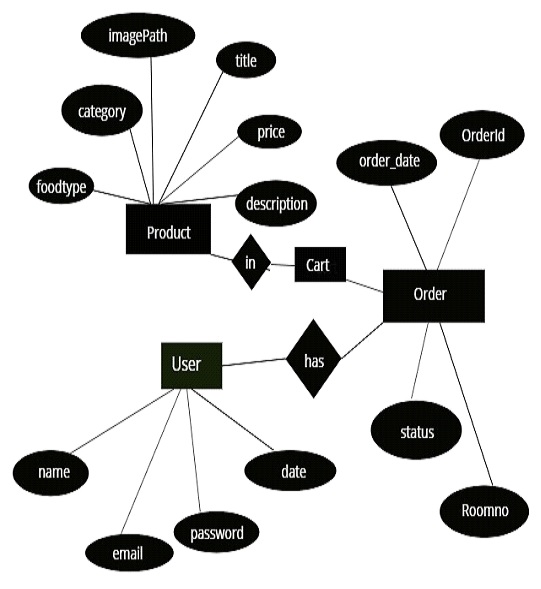 imagePath
title
category
price
OrderId
order_date
foodtype
description
Product
in
Cart
Order
User
has
name
date
status
password
email
Roomno